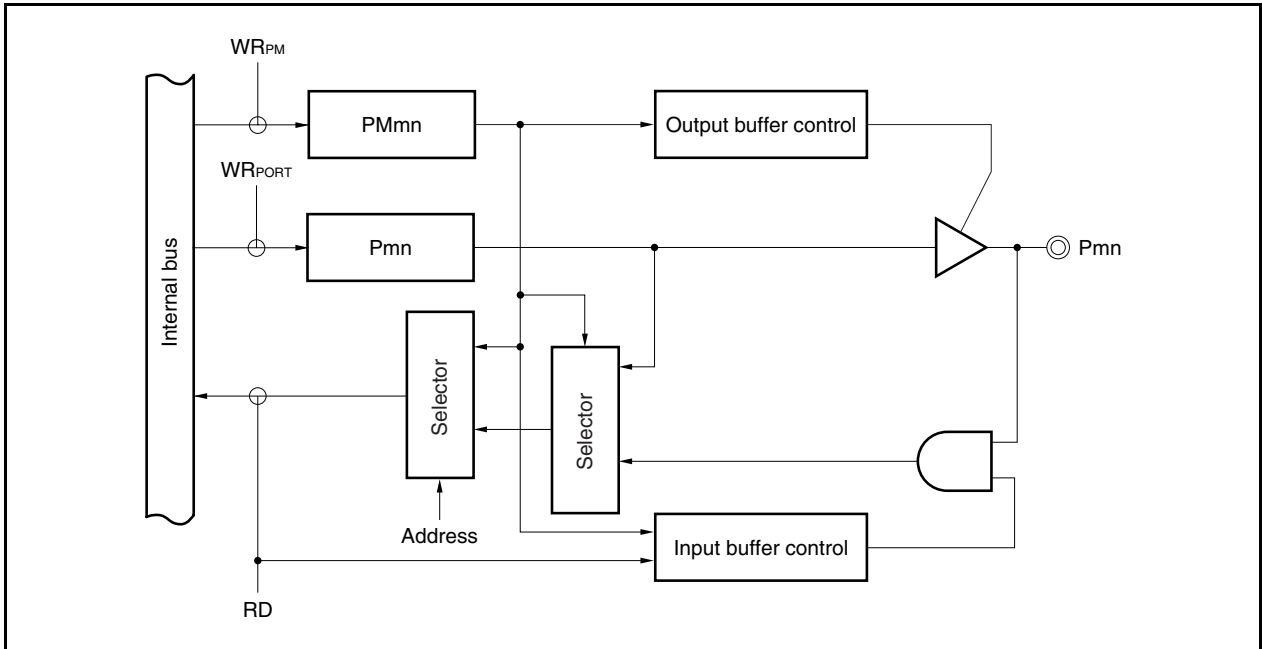 WRPM
PMmn
Output buffer control
WRPORT
Pmn
Pmn
Internal bus
Selector
Selector
Address
Input buffer control
RD